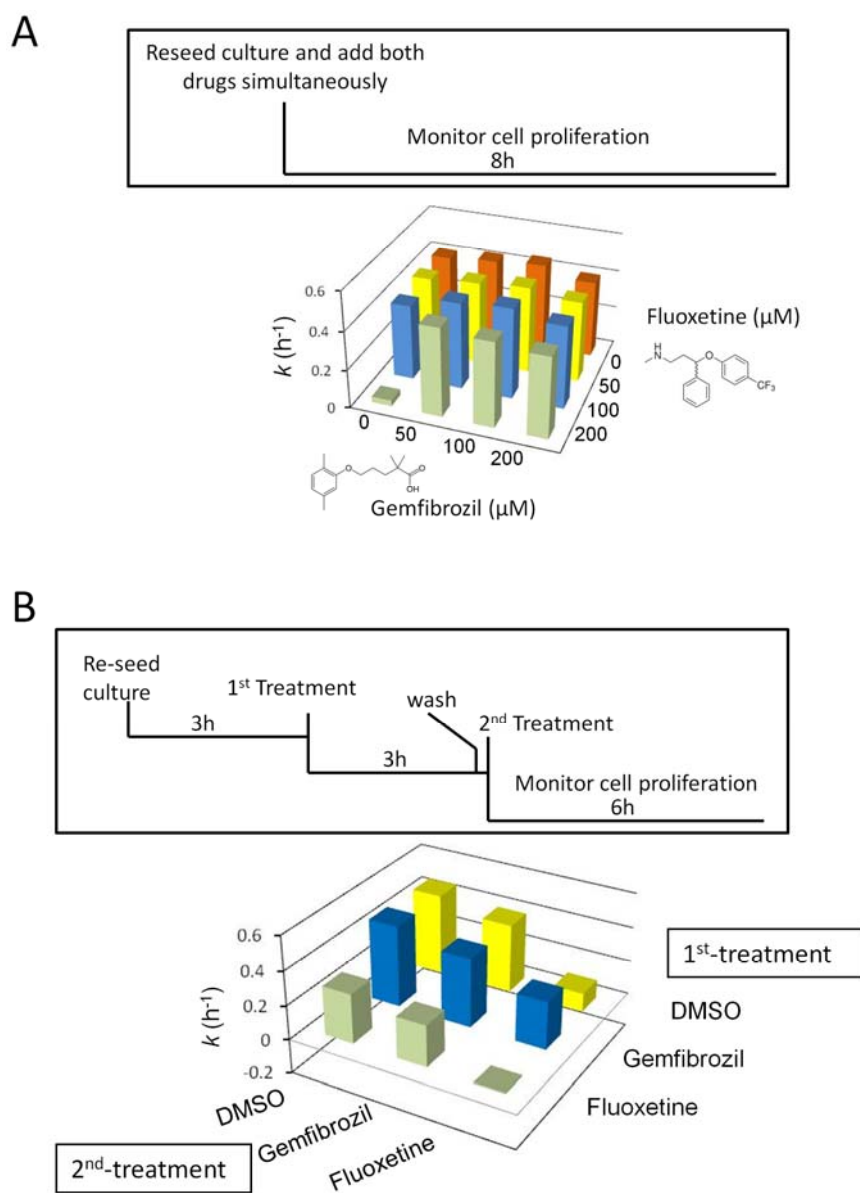 A
Reseed culture and add both
drugs simultaneously
Monitor cell proliferation
8h
0.6
0.4
0.2
0
k (h-1)
0
50
100
200
Gemfibrozil (µM)
OH
O
O
Fluoxetine (µM)
0
50
100
200
H
N
O
CF3
B
Re-seed
culture
3h
1st Treatment
3h
wash
2nd Treatment
Monitor cell proliferation
6h
0.6
0.4
0.2
0
-0.2
k (h-1)
1st-treatment
DMSO
Gemfibrozil
Fluoxetine
DMSO
Gemfibrozil
Fluoxetine
2nd-treatment